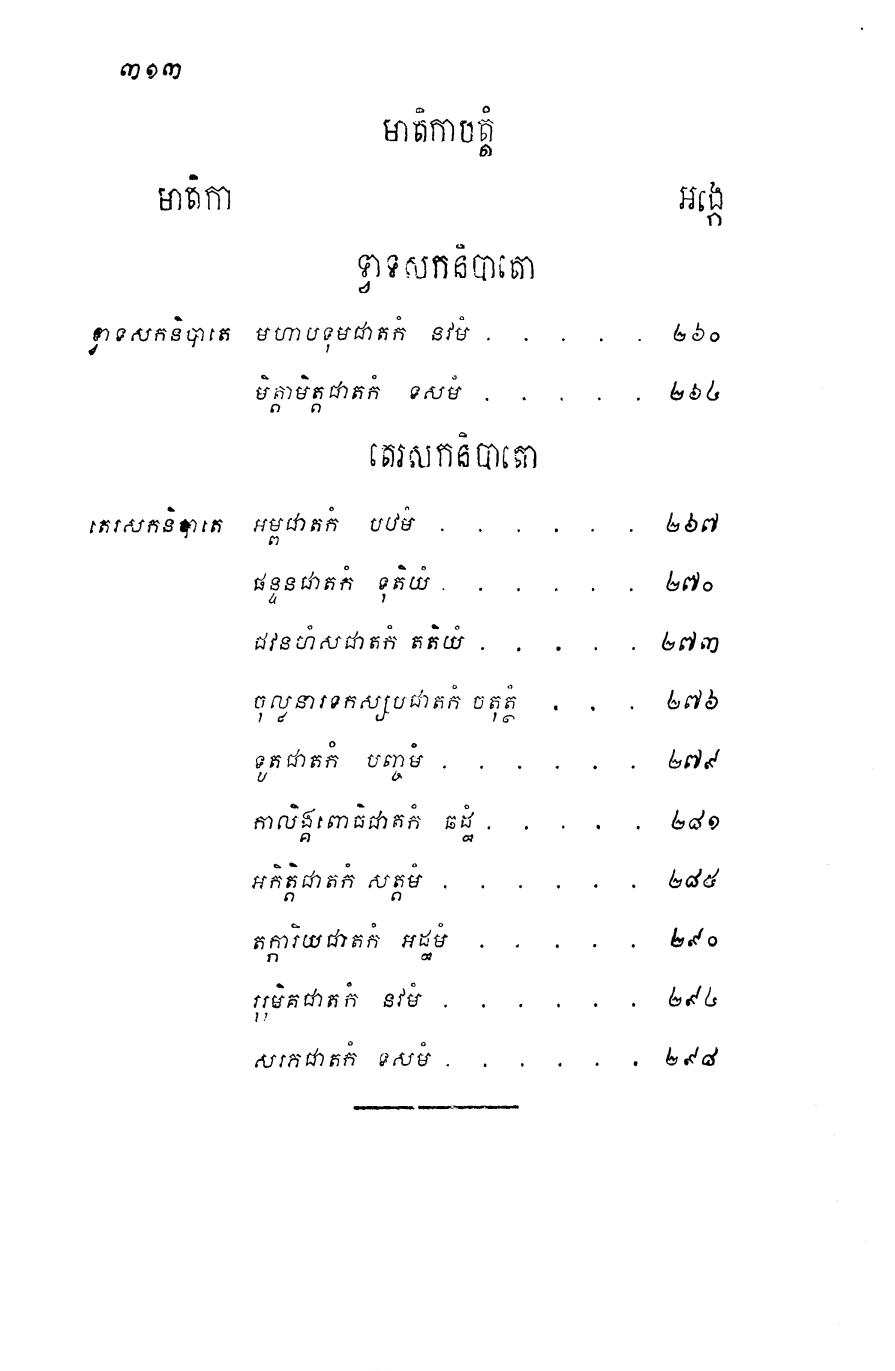 ៣១៣
មាតិកាបត្តំ
មាតិកា អង្កេ
ទ្វាទសកនិបាតោ
ទ្វាទសកនិបាតេ មហាបទុមជាតកំ នវមំ . . . . . ២៦០
មិត្តាមិត្តជាតកំ ទសមំ . . . . . ២៦៤
តេរសកនិបាតោ
តេរសកនិបាតេ អម្ពជាតកំ បឋមំ . . . . . . ២៦៧
ផន្ទនជាតកំ ទុតិយំ . . . . . . ២៧០
ជវនហំសជាតកំ តតិយំ . . . . . ២៧៣
ចុល្លនារទកស្សបជាតកំ ចតុត្ថំ . . . ២៧៦
ទូតជាតកំ បញ្ចមំ . . . . . . ២៧៩
កាលិង្គពោធិជាតកំ ឆដ្ឋំ . . . . . ២៨១
អកិត្តិជាតកំ សត្តមំ . . . . . . ២៨៥
តក្ការិយជាតកំ អដ្ឋមំ . . . . . ២៩០
រុរុមិគជាតកំ នវមំ . . . . . . ២៩៤
សរភជាតកំ ទសមំ . . . . . . ២៩៨